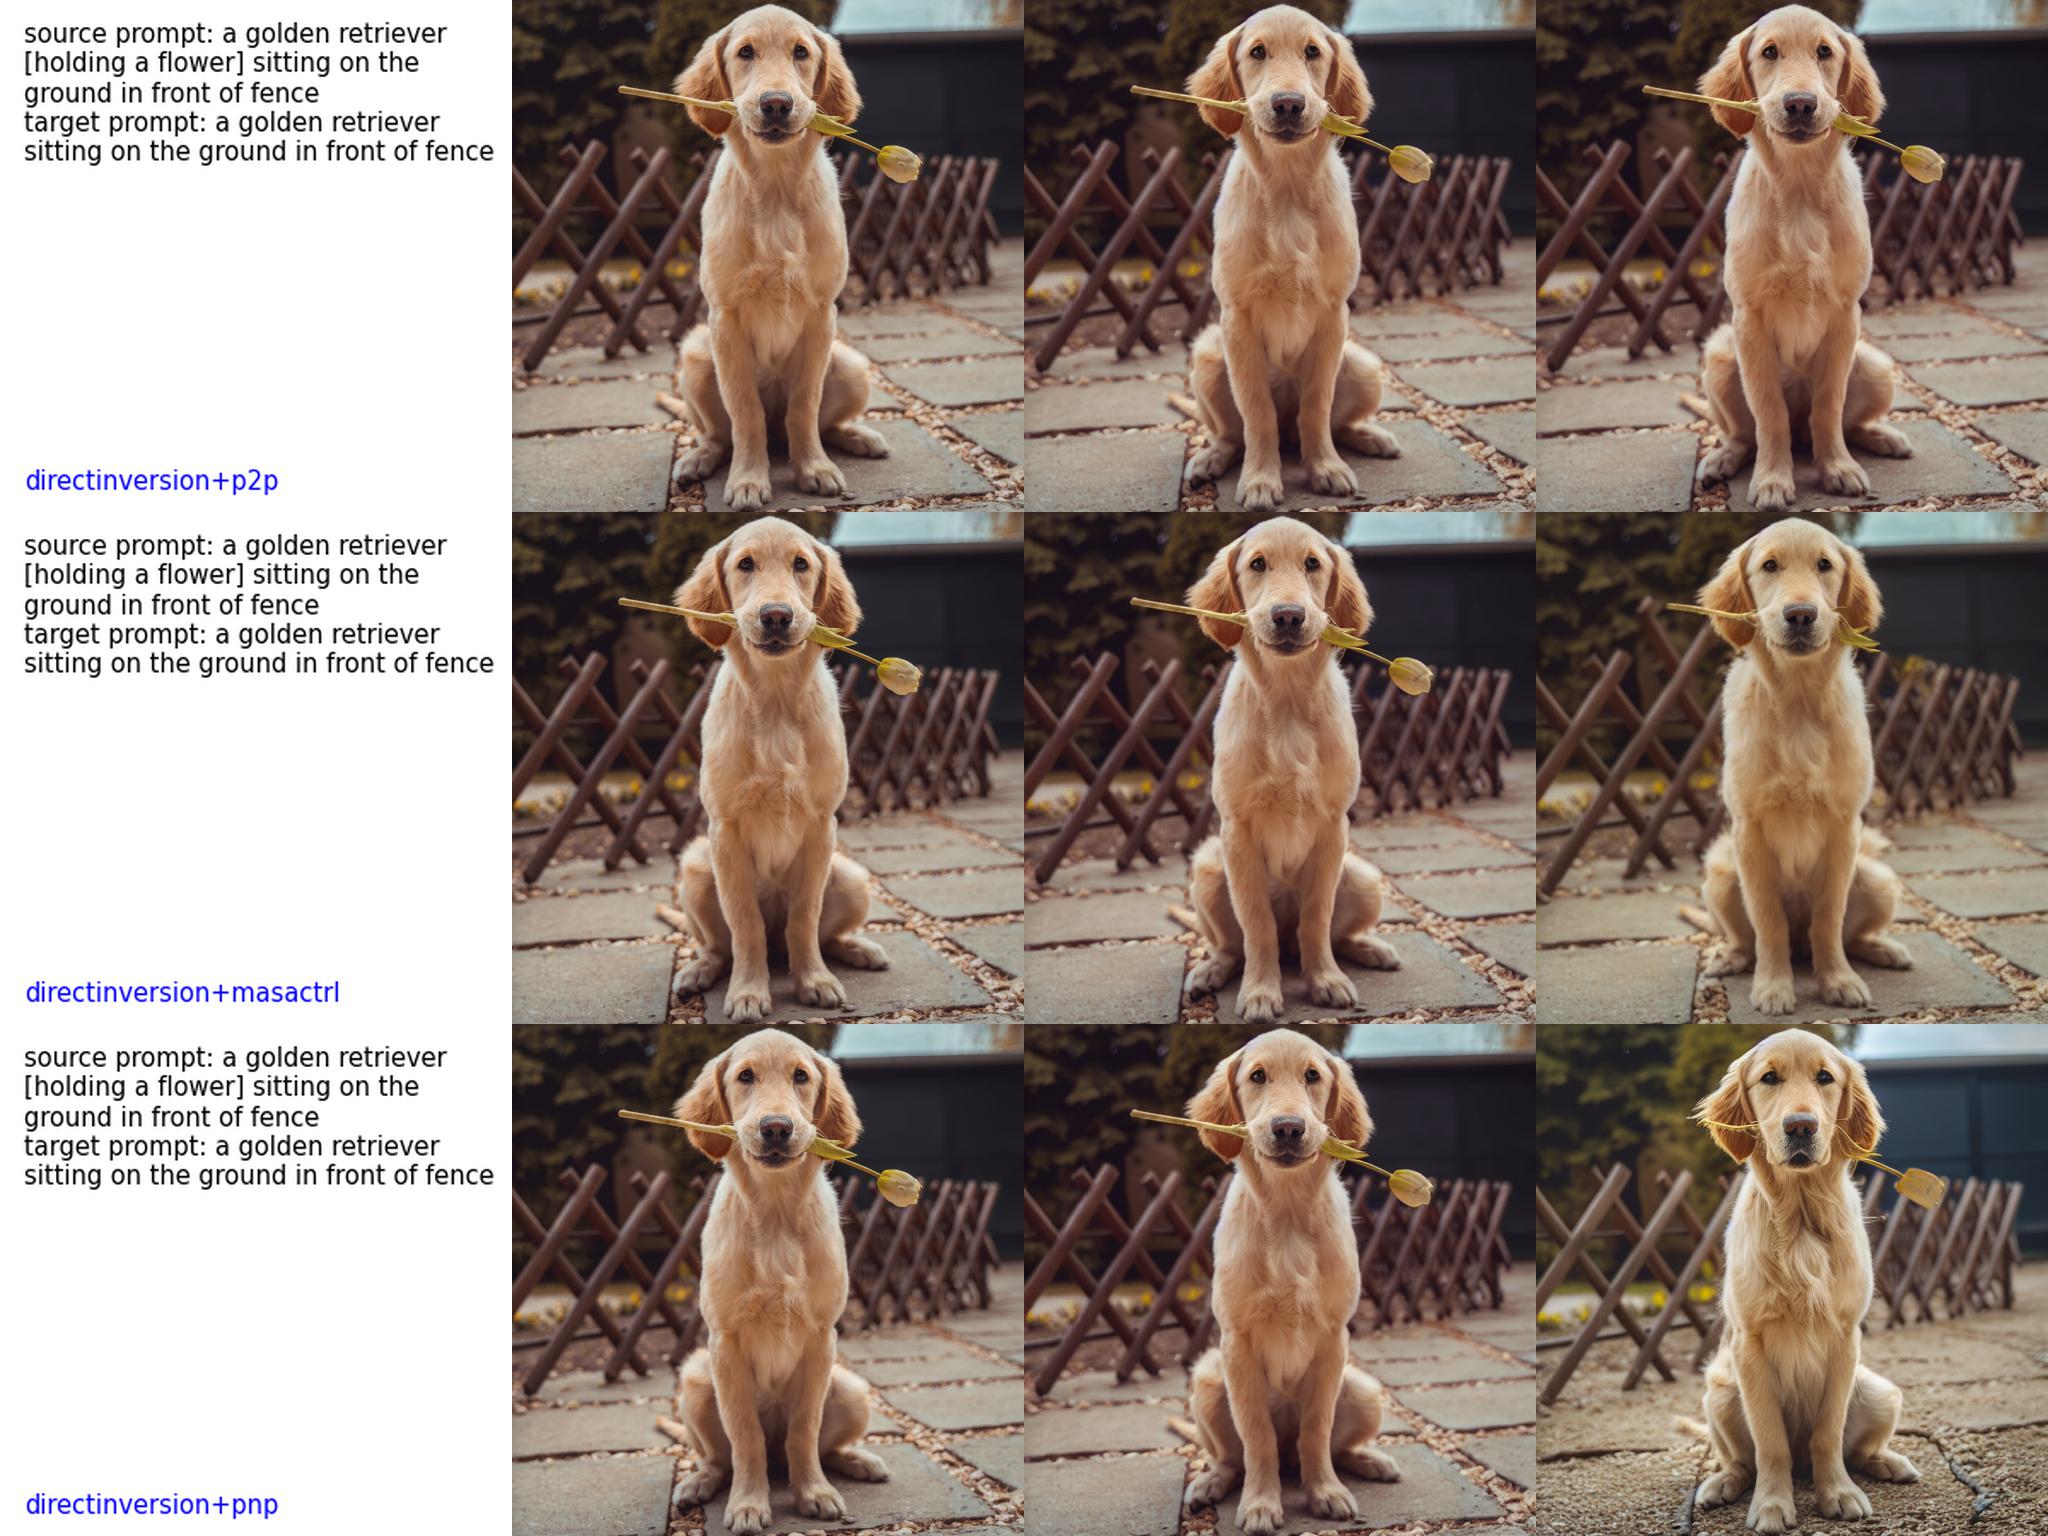 source prompt: a golden retriever
[holding a flower] sitting on the
ground in front of fence
target prompt: a golden retriever
sitting on the ground in front of fence
directinversion+p2p
source prompt: a golden retriever
[holding a flower] sitting on the
ground in front of fence
target prompt: a golden retriever
sitting on the ground in front of fence
directinversion+masactrl
source prompt: a golden retriever
[holding a flower] sitting on the
ground in front of fence
target prompt: a golden retriever
sitting on the ground in front of fence
directinversion+pnp